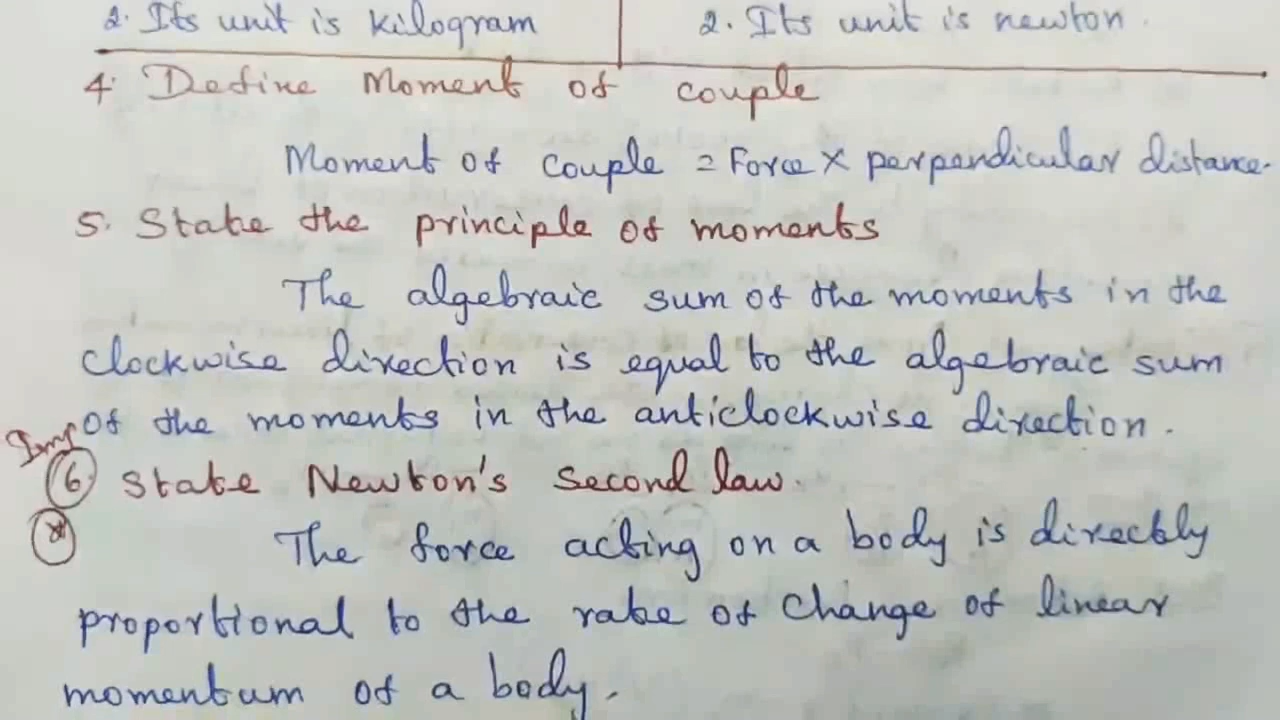 2. Its unit is kilogram
2. Its unit is newton.
4. Define Moment of couple
Moment of couple = Force × perpendicular distance.
5. State the principle of moments
The algebraic sum of the moments in the
clockwise direction is equal to the algebraic sum
of the moments in the anticlockwise direction.
Imp
6 State Newton's Second law.
The force acting on a body is directly
proportional to the rate of change of linear
momentum of a body.